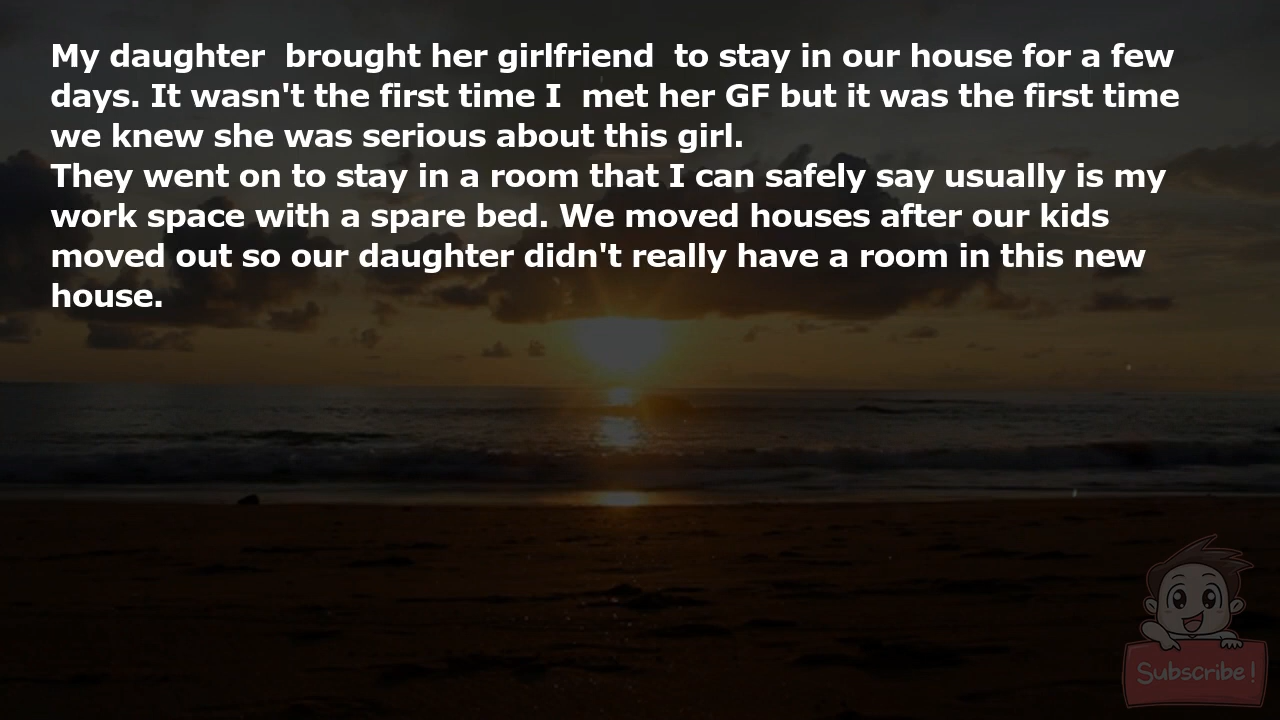 My daughter  brought her girlfriend  to stay in our house for a few
days. It wasn't the first time I  met her GF but it was the first time
we knew she was serious about this girl.
They went on to stay in a room that I can safely say usually is my
work space with a spare bed. We moved houses after our kids
moved out so our daughter didn't really have a room in this new
house.
Subscribe!